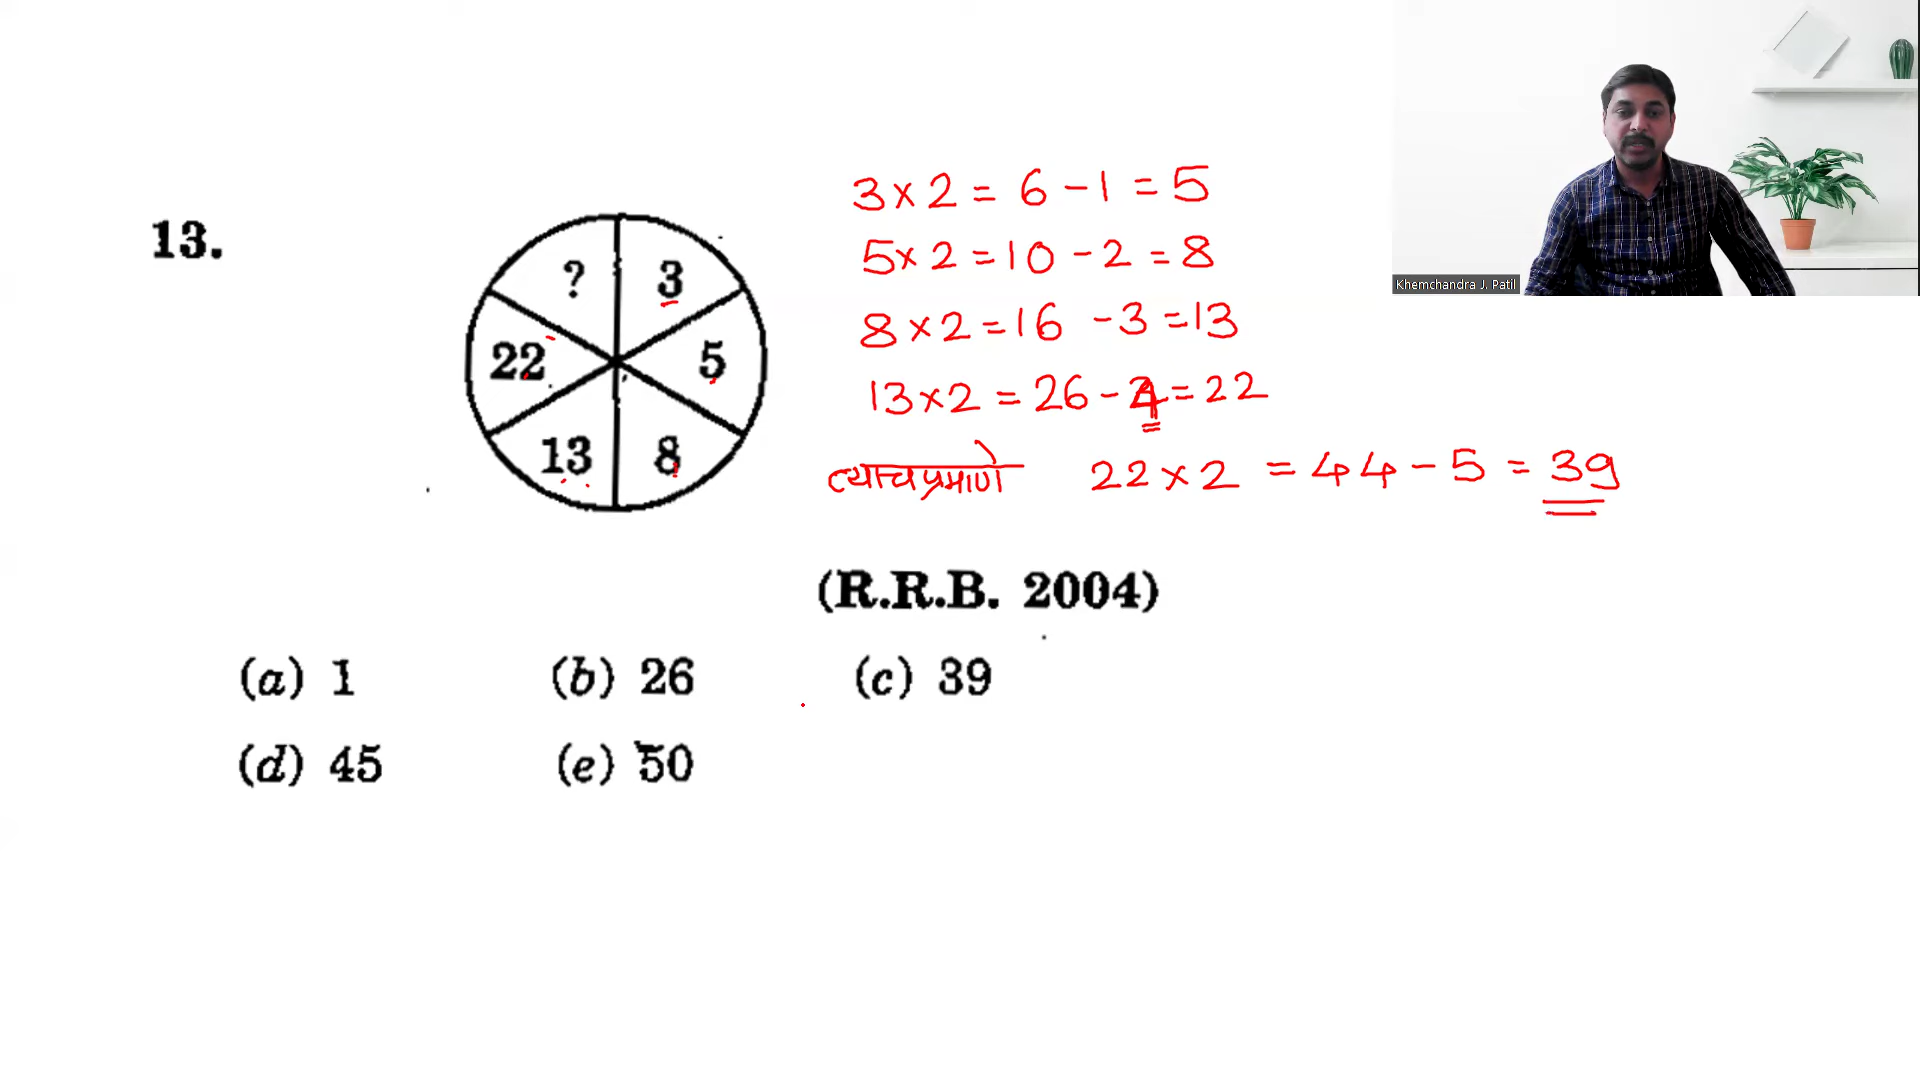 13.
?
3
22
5
13
8
3 × 2 = 6 - 1 = 5
5 × 2 = 10 - 2 = 8
8 × 2 = 16 - 3 = 13
13 × 2 = 26 - 4 = 22
त्याचप्रमाणे 22 × 2 = 44 - 5 = 39
(R.R.B. 2004)
(a) 1 (b) 26 (c) 39
(d) 45 (e) 50
Khemchandra J. Patil